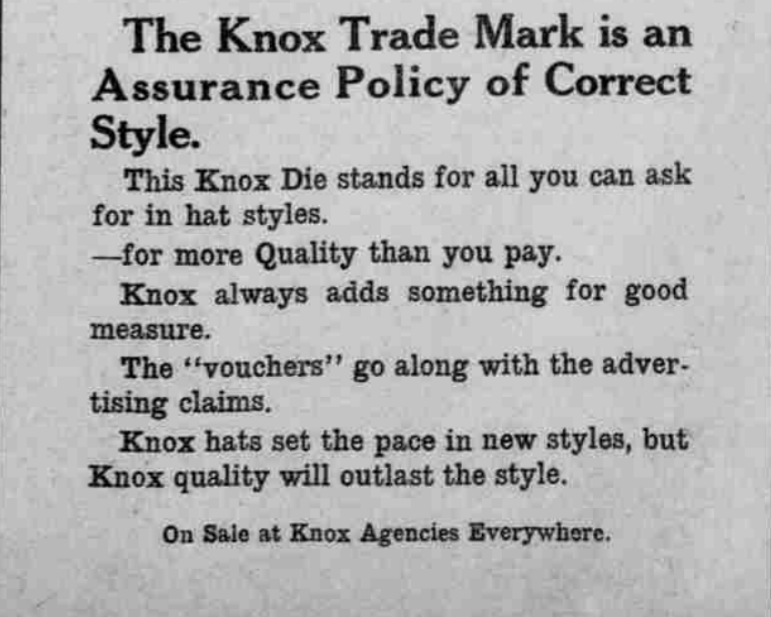 The Knox Trade Mark is an
Assurance Policy of Correct
Style.
This Knox Die stands for all you can ask
for in hat styles.
—for more Quality than you pay.
Knox always adds something for good
measure.
The "vouchers" go along with the adver-
tising claims.
Knox hats set the pace in new styles, but
Knox quality will outlast the style.
On Sale at Knox Agencies Everywhere.